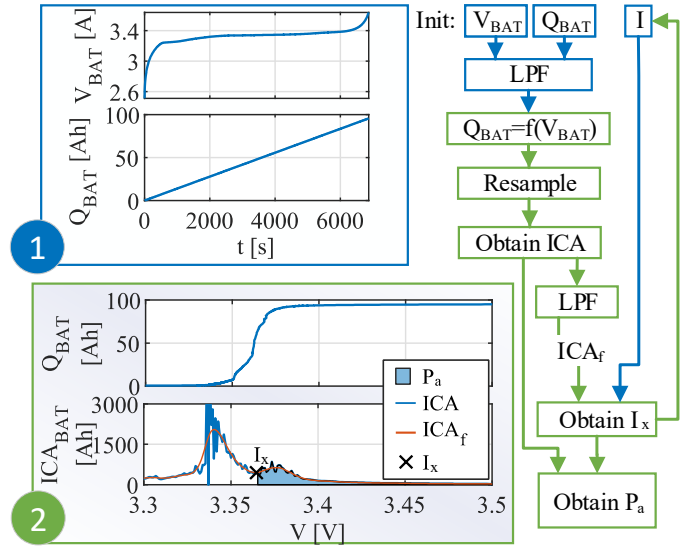 V_BAT [A]
3.4
3
2.6
Q_BAT [Ah]
100
50
0
0 2000 4000 6000
t [s]
1
Q_BAT [Ah]
100
50
0
ICA_BAT [Ah]
3000
1500
0
3.3 3.35 3.4 3.45 3.5
V [V]
I_x
P_a
ICA
ICA_f
I_x
2
Init: V_BAT Q_BAT I
LPF
Q_BAT=f(V_BAT)
Resample
Obtain ICA
LPF
ICA_f
Obtain I_x
Obtain P_a